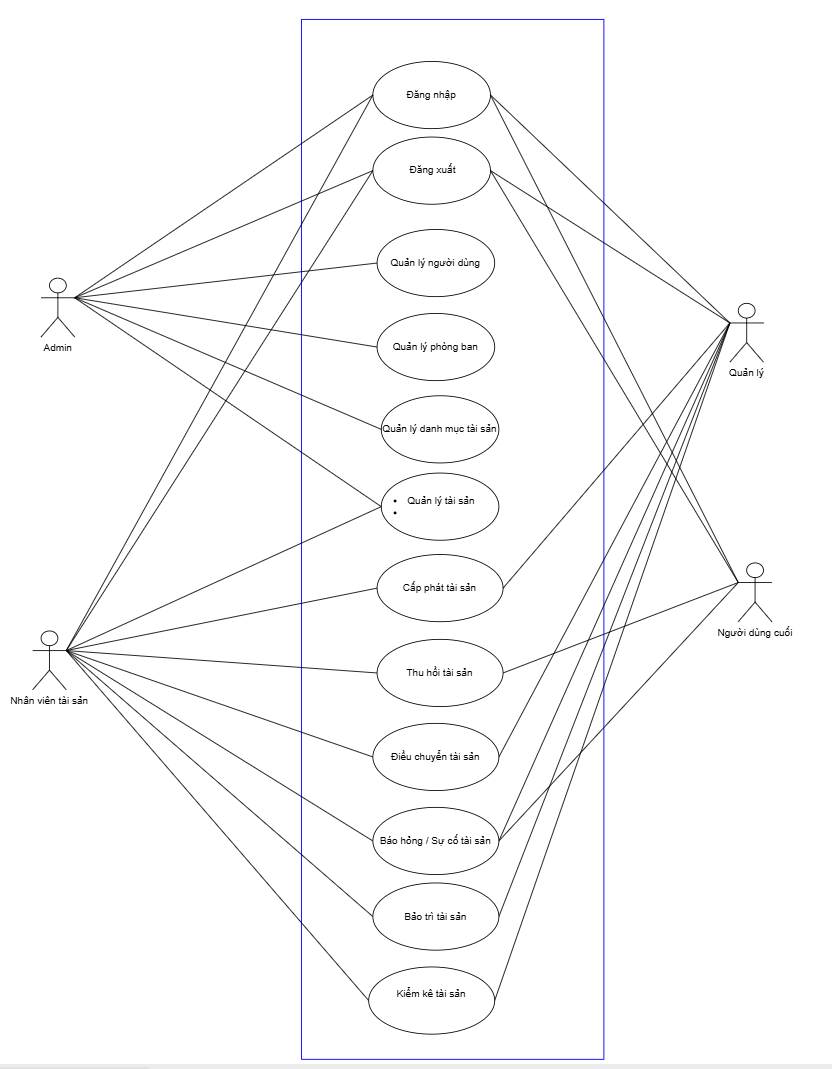 Đăng nhập
Đăng xuất
Quản lý người dùng
Admin
Quản lý phòng ban
Quản lý
Quản lý danh mục tài sản
• Quản lý tài sản
•
Cấp phát tài sản
Người dùng cuối
Thu hồi tài sản
Nhân viên tài sản
Điều chuyển tài sản
Báo hỏng / Sự cố tài sản
Bảo trì tài sản
Kiểm kê tài sản